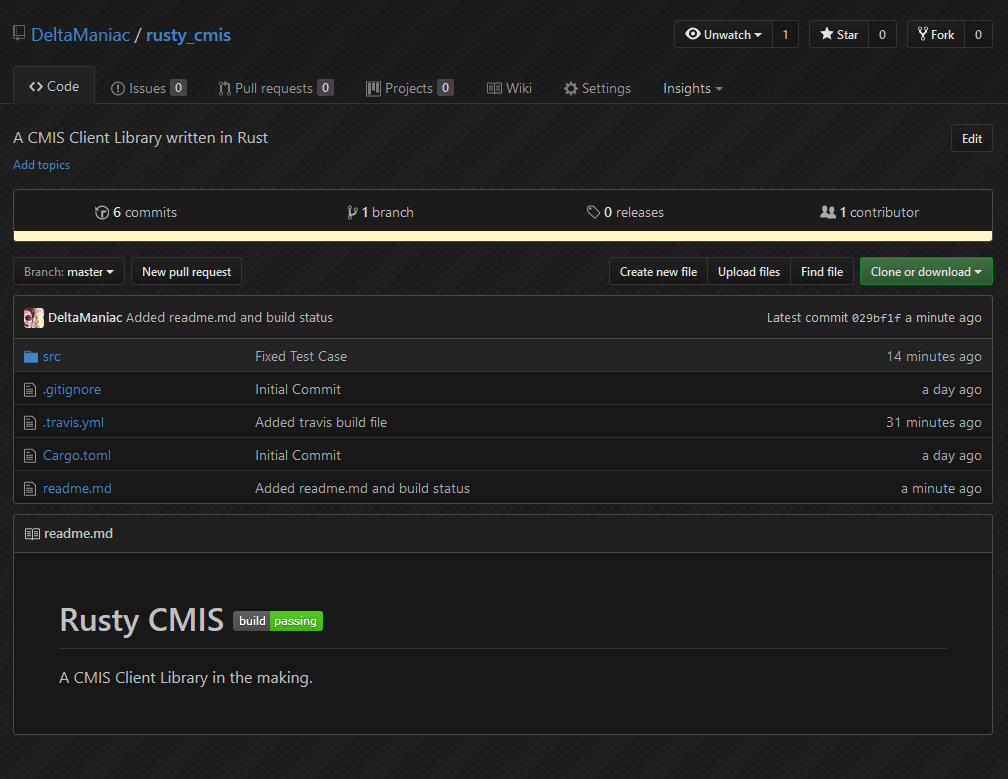 DeltaManiac / rusty_cmis
Unwatch 1 Star 0 Fork 0
Code Issues 0 Pull requests 0 Projects 0 Wiki Settings Insights
A CMIS Client Library written in Rust
Edit
Add topics
6 commits 1 branch 0 releases 1 contributor
Branch: master New pull request Create new file Upload files Find file Clone or download
DeltaManiac Added readme.md and build status Latest commit 029bf1f a minute ago
src Fixed Test Case 14 minutes ago
.gitignore Initial Commit a day ago
.travis.yml Added travis build file 31 minutes ago
Cargo.toml Initial Commit a day ago
readme.md Added readme.md and build status a minute ago
readme.md
Rusty CMIS build passing
A CMIS Client Library in the making.